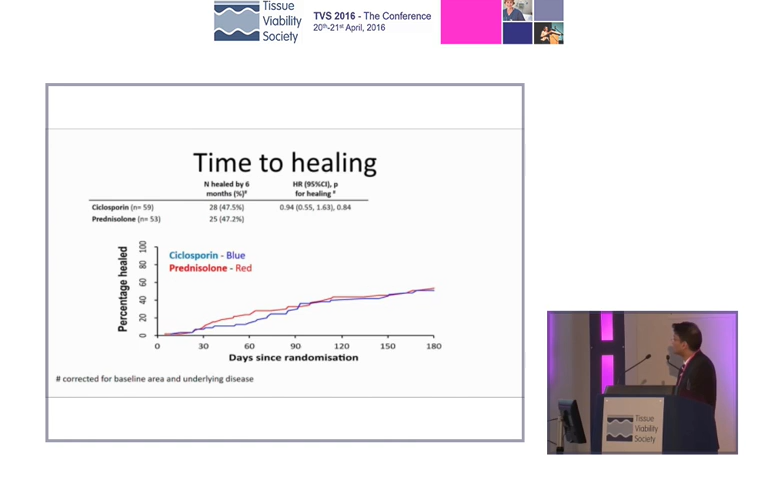 Tissue
Viability
Society
TVS 2016 - The Conference
20th-21st April, 2016
Time to healing
N healed by 6 months (%)#
HR (95%CI), p for healing #
Ciclosporin (n= 59) 28 (47.5%) 0.94 (0.55, 1.63), 0.84
Prednisolone (n= 53) 25 (47.2%)
Percentage healed
100
80
60
40
20
0
Ciclosporin - Blue
Prednisolone - Red
0 30 60 90 120 150 180
Days since randomisation
# corrected for baseline area and underlying disease
Tissue
Viability
Society